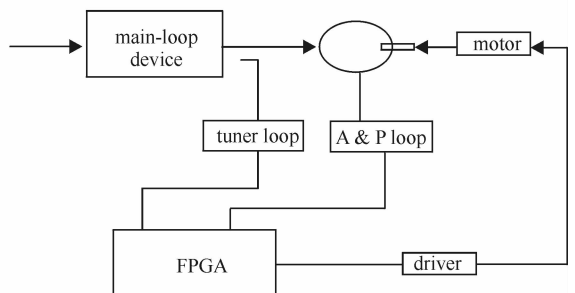 main-loop
device
motor
tuner loop
A & P loop
FPGA
driver